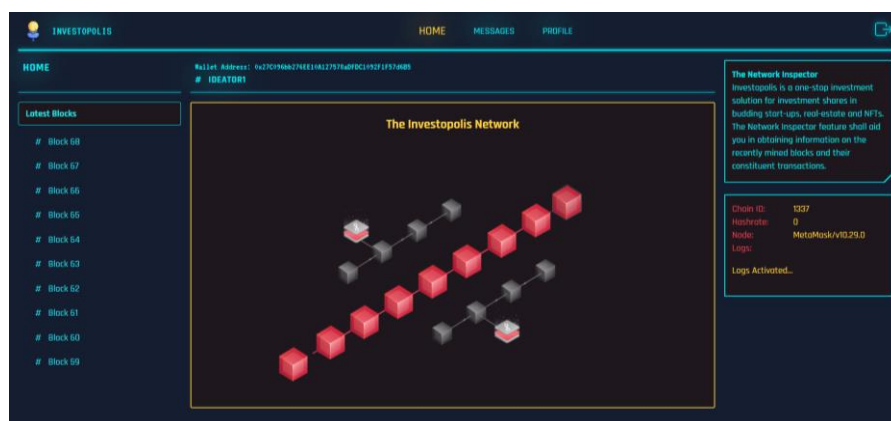 INVESTOPOLIS
HOME
MESSAGES
PROFILE
HOME
# IDEATOR1
Latest Blocks
# Block 68
# Block 67
# Block 66
# Block 65
# Block 64
# Block 63
# Block 62
# Block 61
# Block 60
# Block 59
The Investopolis Network
The Network Inspector
Investopolis is a one-stop investment
solution for investment shares in
budding start-ups, real-estate and NFTs.
The Network Inspector feature shall aid
you in obtaining information on the
recently mined blocks and their
constituent transactions.
Chain ID: 1337
Hashrate: 0
Node: MetaMask/v10.29.0
Logs:
Logs Activated...